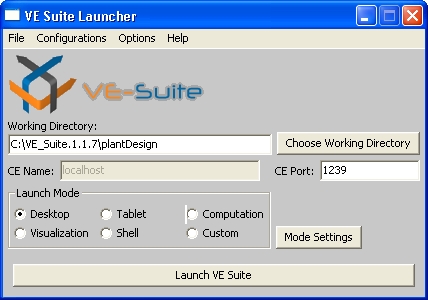 VE Suite Launcher
File Configurations Options Help
VE-Suite
Working Directory:
C:\VE_Suite.1.1.7\plantDesign Choose Working Directory
CE Name: localhost CE Port: 1239
Launch Mode
Desktop Tablet Computation
Visualization Shell Custom
Mode Settings
Launch VE Suite